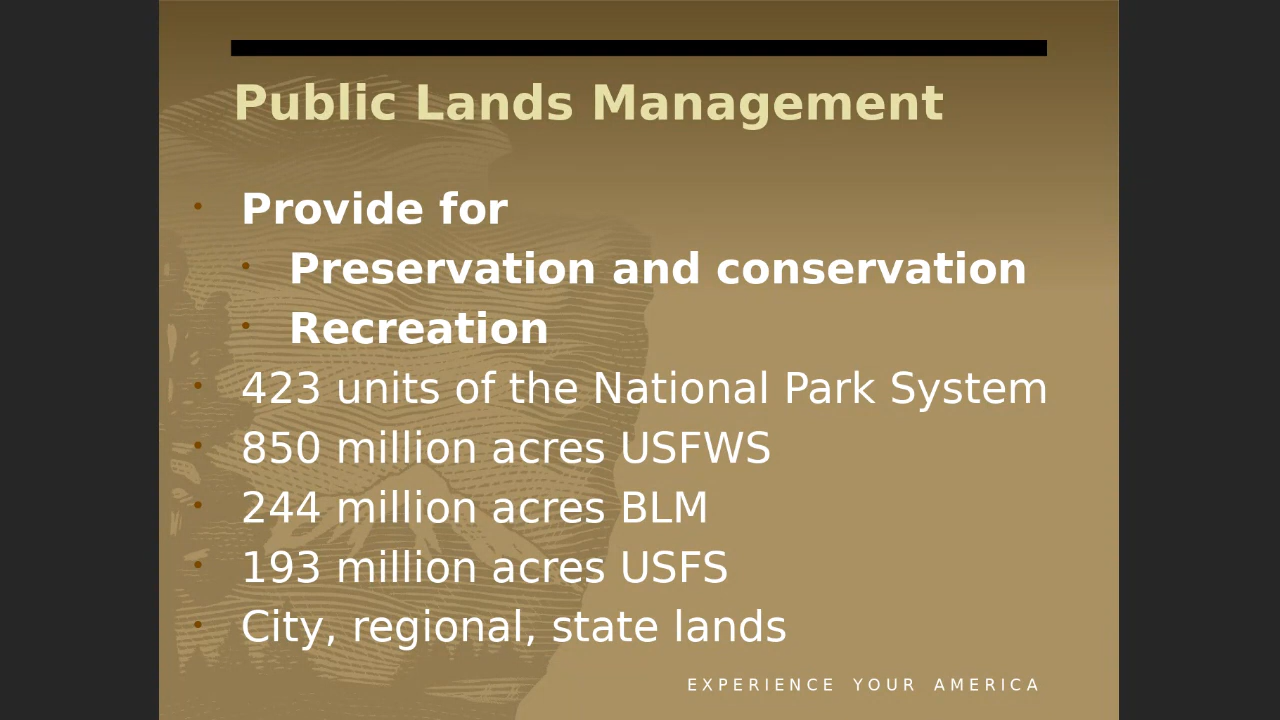 Public Lands Management
• Provide for
• Preservation and conservation
• Recreation
• 423 units of the National Park System
• 850 million acres USFWS
• 244 million acres BLM
• 193 million acres USFS
• City, regional, state lands
EXPERIENCE YOUR AMERICA